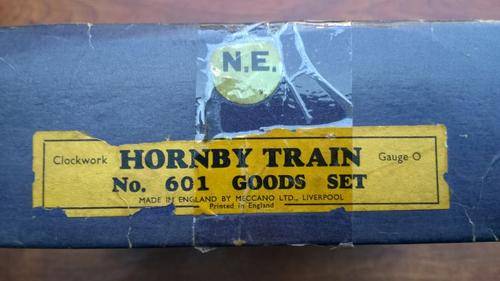 N.E.
Clockwork HORNBY TRAIN Gauge O
No. 601 GOODS SET
MADE IN ENGLAND BY MECCANO LTD., LIVERPOOL
Printed in England